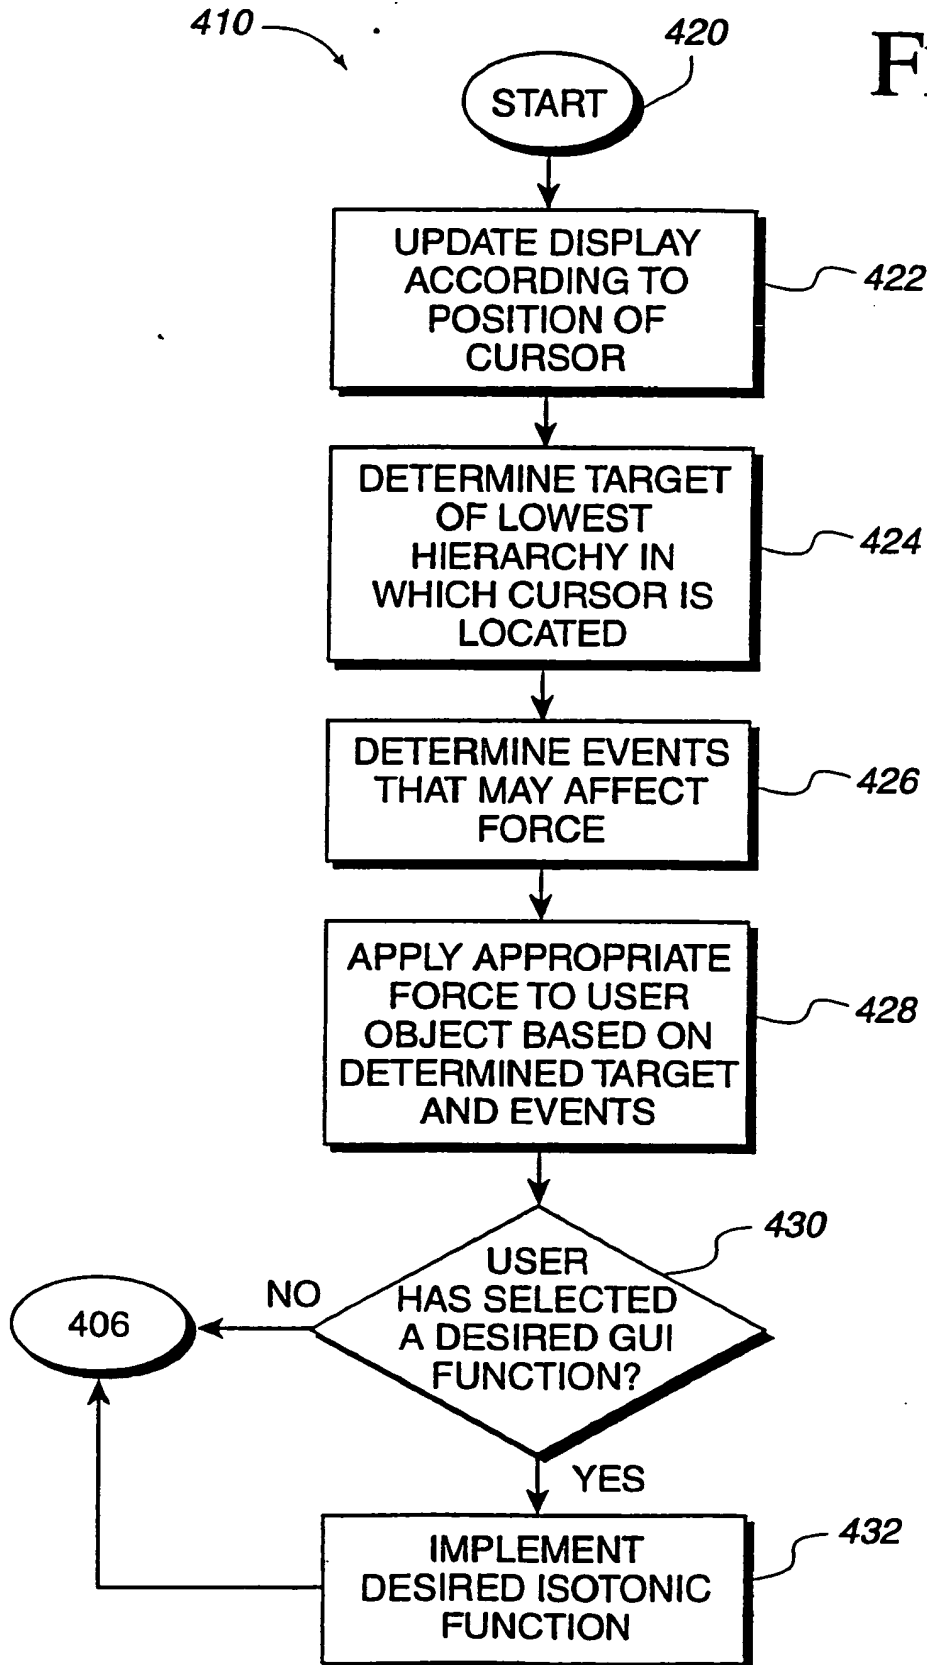 410
420
START
UPDATE DISPLAY
ACCORDING TO
POSITION OF
CURSOR
422
DETERMINE TARGET
OF LOWEST
HIERARCHY IN
WHICH CURSOR IS
LOCATED
424
DETERMINE EVENTS
THAT MAY AFFECT
FORCE
426
APPLY APPROPRIATE
FORCE TO USER
OBJECT BASED ON
DETERMINED TARGET
AND EVENTS
428
430
USER
HAS SELECTED
A DESIRED GUI
FUNCTION?
NO
406
YES
IMPLEMENT
DESIRED ISOTONIC
FUNCTION
432